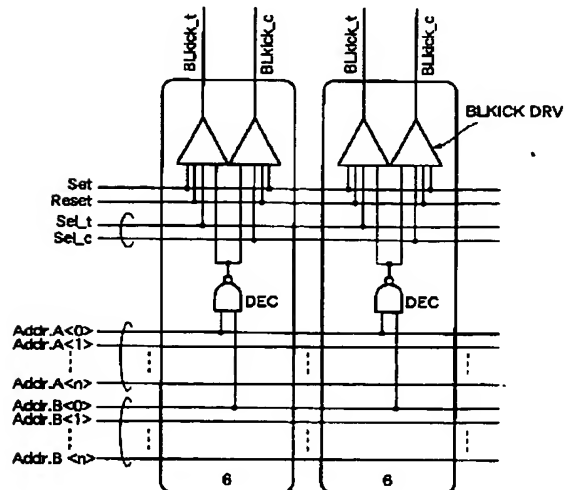 BLkick_t
BLkick_c
BLkick_t
BLkick_c
BLKICK DRV
Set
Reset
Sel_t
Sel_c
DEC
DEC
Addr.A<0>
Addr.A<1>
Addr.A<n>
Addr.B<0>
Addr.B<1>
Addr.B <n>
6
6